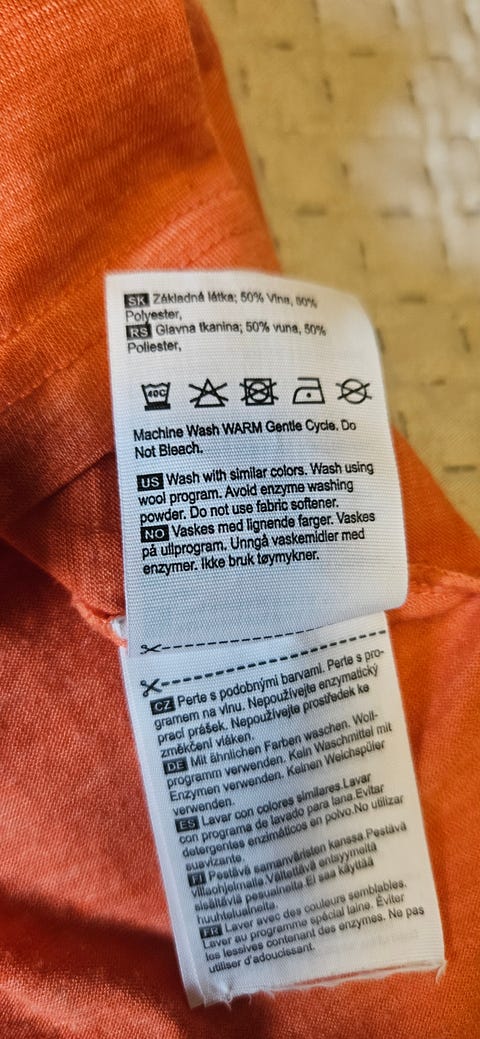 SK Základná látka; 50% Vlna, 50%
Polyester,
RS Glavna tkanina; 50% vuna, 50%
Poliester,
40C
Machine Wash WARM Gentle Cycle. Do
Not Bleach.
US Wash with similar colors. Wash using
wool program. Avoid enzyme washing
powder. Do not use fabric softener.
NO Vaskes med lignende farger. Vaskes
på ullprogram. Unngå vaskemidler med
enzymer. Ikke bruk tøymykner.
CZ Perte s podobnými barvami. Perte s pro-
gramem na vlnu. Nepoužívejte enzymatický
prací prášek. Nepoužívejte prostředek ke
změkčení vláken.
DE Mit ähnlichen Farben waschen. Woll-
programm verwenden. Kein Waschmittel mit
Enzymen verwenden. Keinen Weichspüler
verwenden.
ES Lavar con colores similares.Lavar
con programa de lavado para lana.Evitar
detergentes enzimáticos en polvo.No utilizar
suavizante.
FI Pestävä samanväristen kanssa.Pestävä
villaohjelmalla.Vältettävä entsyymeitä
sisältäviä pesuaineita.Ei saa käyttää
huuhteluainetta.
FR Laver avec des couleurs semblables.
Laver au programme spécial laine. Éviter
les lessives contenant des enzymes. Ne pas
utiliser d'adoucissant.